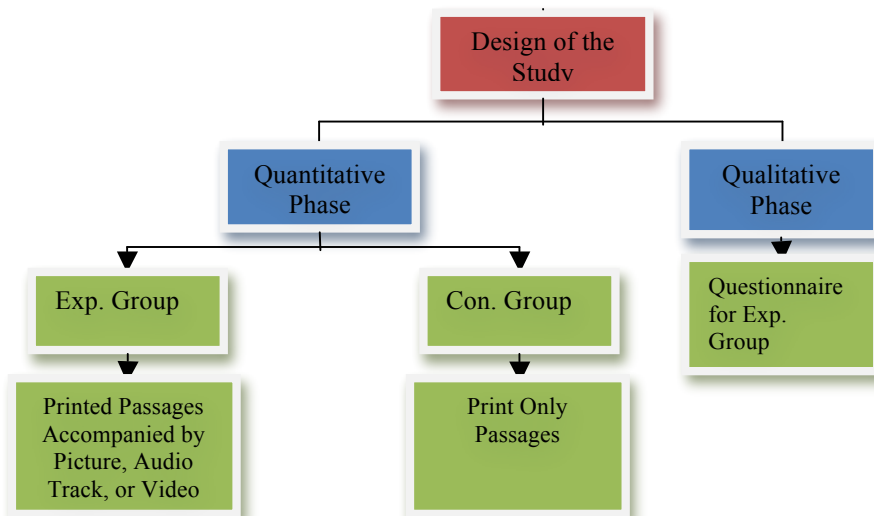 Design of the
Study
Quantitative
Phase
Qualitative
Phase
Exp. Group
Con. Group
Questionnaire
for Exp.
Group
Printed Passages
Accompanied by
Picture, Audio
Track, or Video
Print Only
Passages